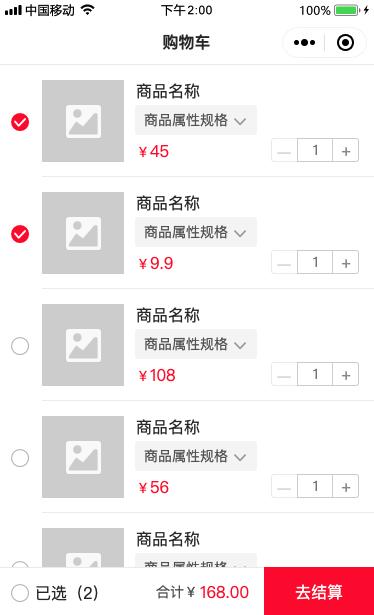 中国移动 下午2:00 100%
购物车
商品名称
商品属性规格
¥45 — 1 +
商品名称
商品属性规格
¥9.9 — 1 +
商品名称
商品属性规格
¥108 — 1 +
商品名称
商品属性规格
¥56 — 1 +
商品名称
商品属性规格
已选（2） 合计¥168.00 去结算